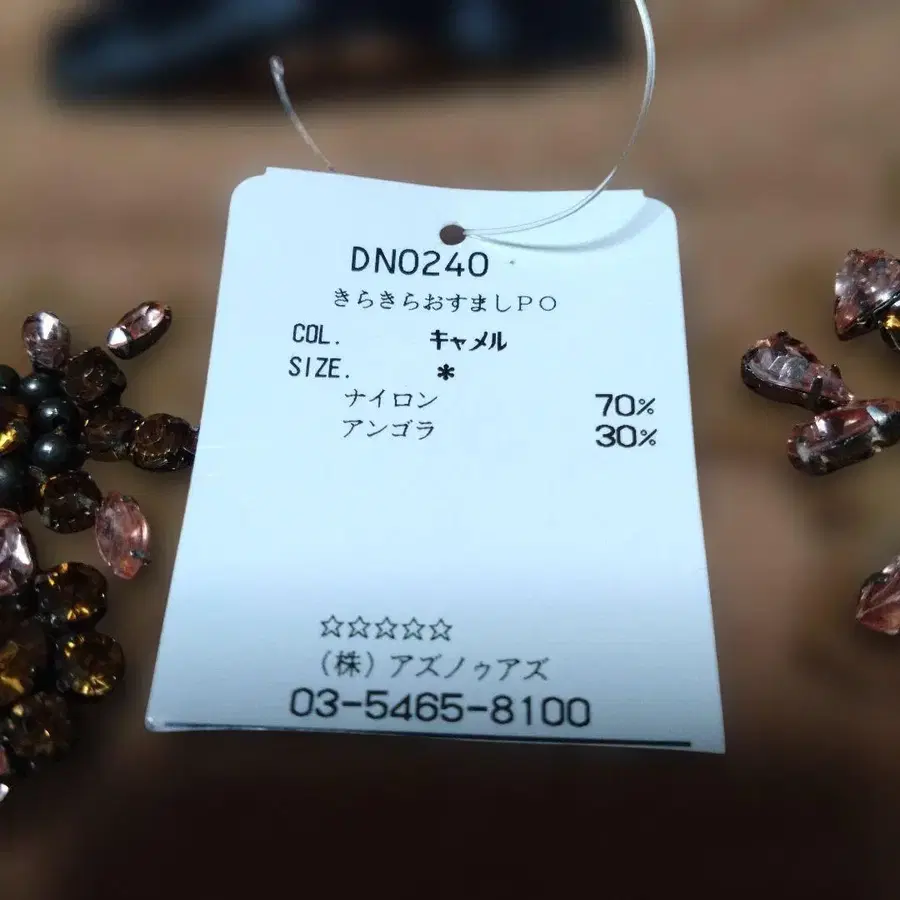 DN0240
きらきらおすましPO
COL. キャメル
SIZE. *
ナイロン 70%
アンゴラ 30%
☆☆☆☆☆
(株)アズノゥアズ
03-5465-8100